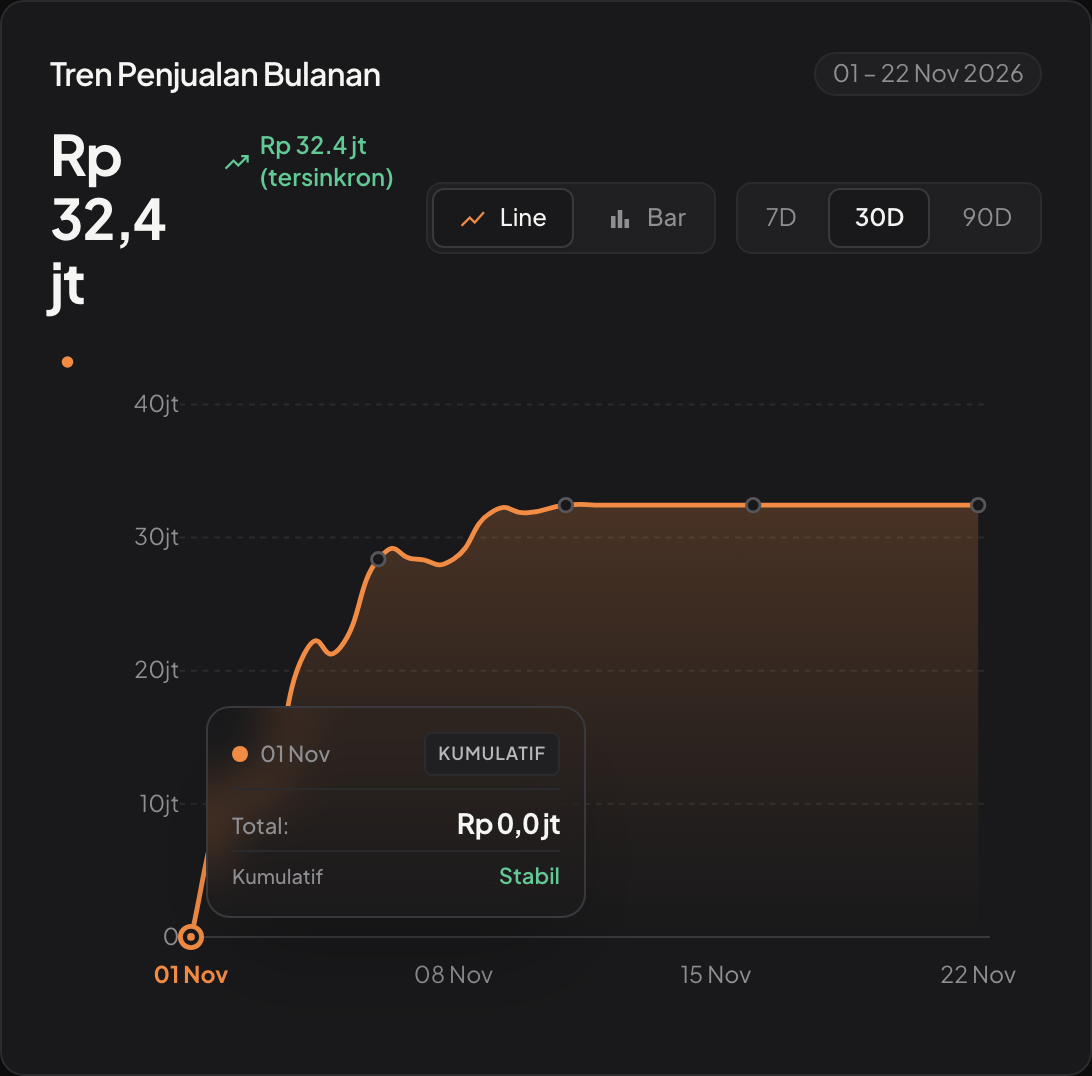 Tren Penjualan Bulanan
01 – 22 Nov 2026
Rp
32,4
jt
Rp 32.4 jt
(tersinkron)
Line
Bar
7D
30D
90D
40jt
30jt
20jt
10jt
0
01 Nov
KUMULATIF
Total:
Rp 0,0 jt
Kumulatif
Stabil
01 Nov
08 Nov
15 Nov
22 Nov